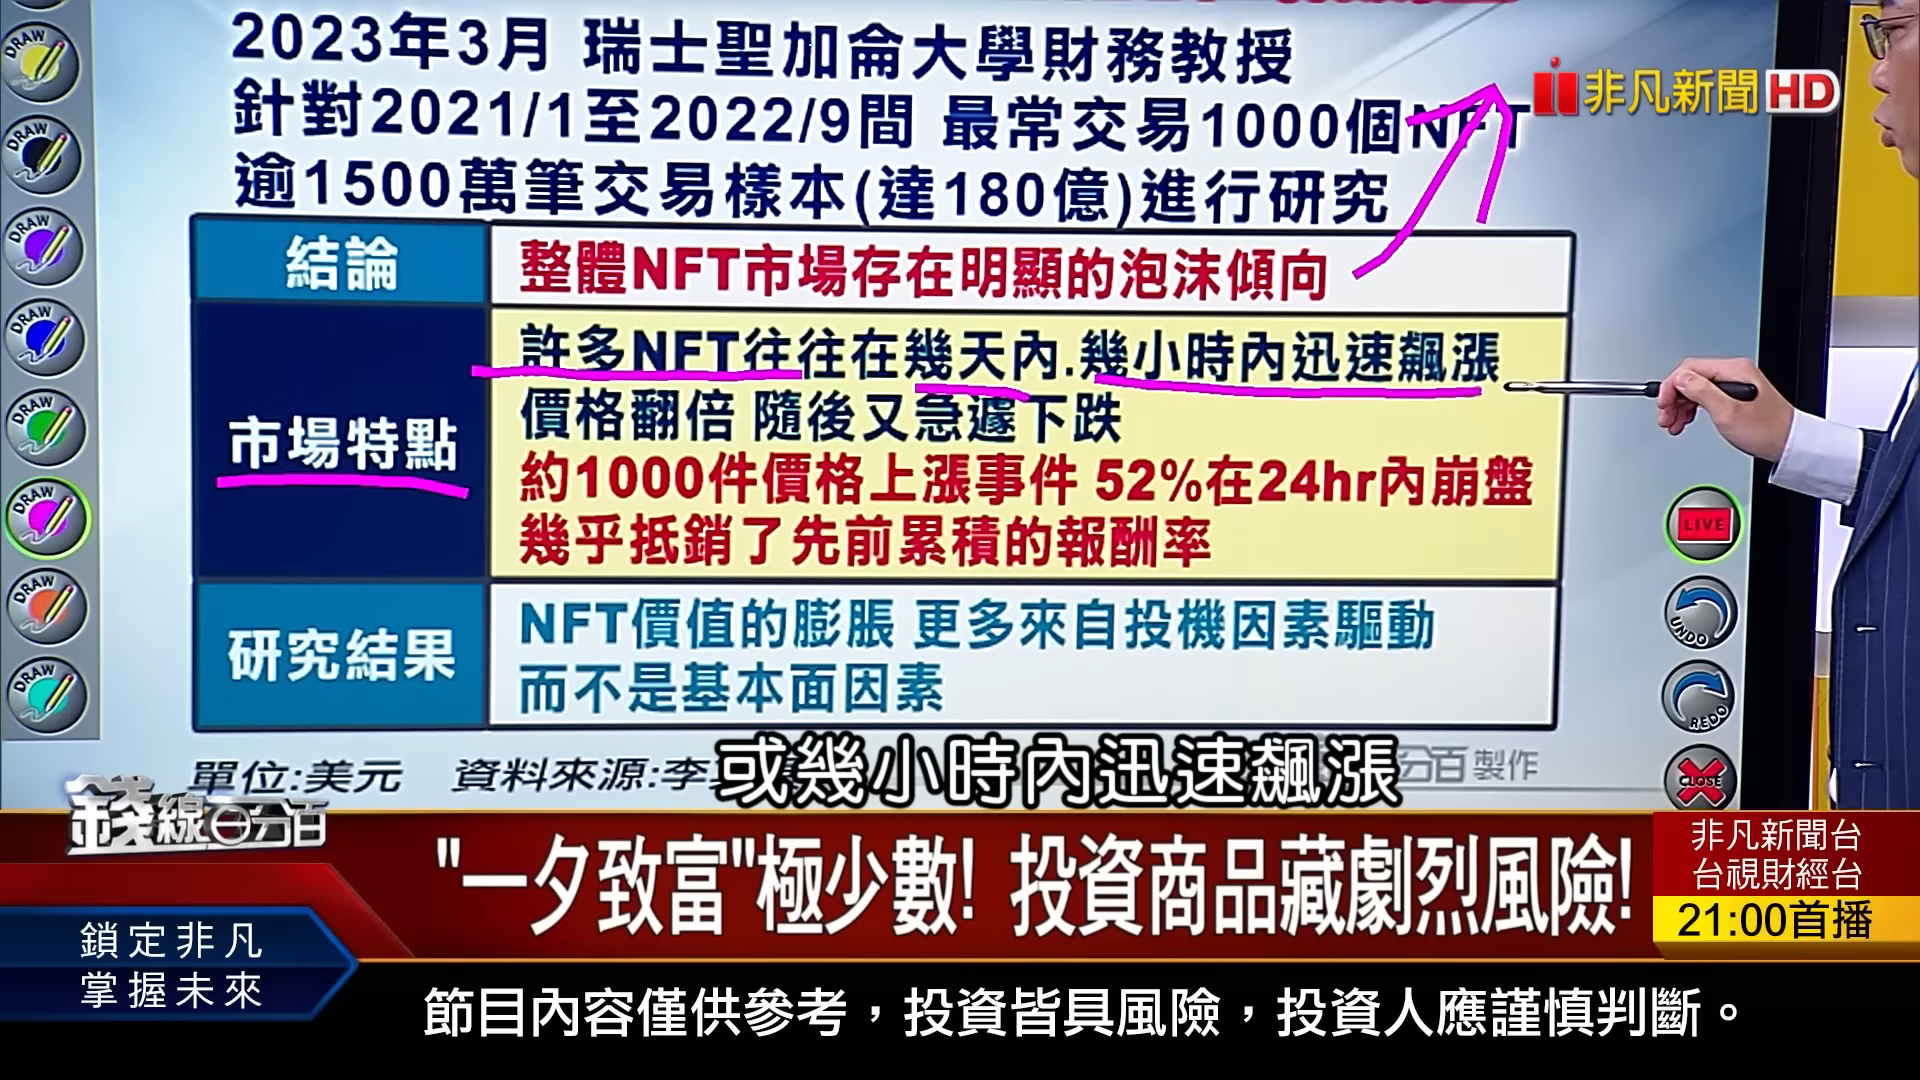 2023年3月 瑞士聖加侖大學財務教授
針對2021/1至2022/9間 最常交易1000個NFT
逾1500萬筆交易樣本(達180億)進行研究
非凡新聞HD
結論
整體NFT市場存在明顯的泡沫傾向
市場特點
許多NFT往往在幾天內.幾小時內迅速飆漲
價格翻倍 隨後又急遽下跌
約1000件價格上漲事件 52%在24hr內崩盤
幾乎抵銷了先前累積的報酬率
研究結果
NFT價值的膨脹 更多來自投機因素驅動
而不是基本面因素
單位:美元 資料來源:李
分百製作
或幾小時內迅速飆漲
DRAW
DRAW
DRAW
DRAW
DRAW
DRAW
DRAW
DRAW
LIVE
UNDO
REDO
CLOSE
錢線百分百
"一夕致富"極少數! 投資商品藏劇烈風險!
非凡新聞台
台視財經台
21:00首播
鎖定非凡
掌握未來
節目內容僅供參考，投資皆具風險，投資人應謹慎判斷。